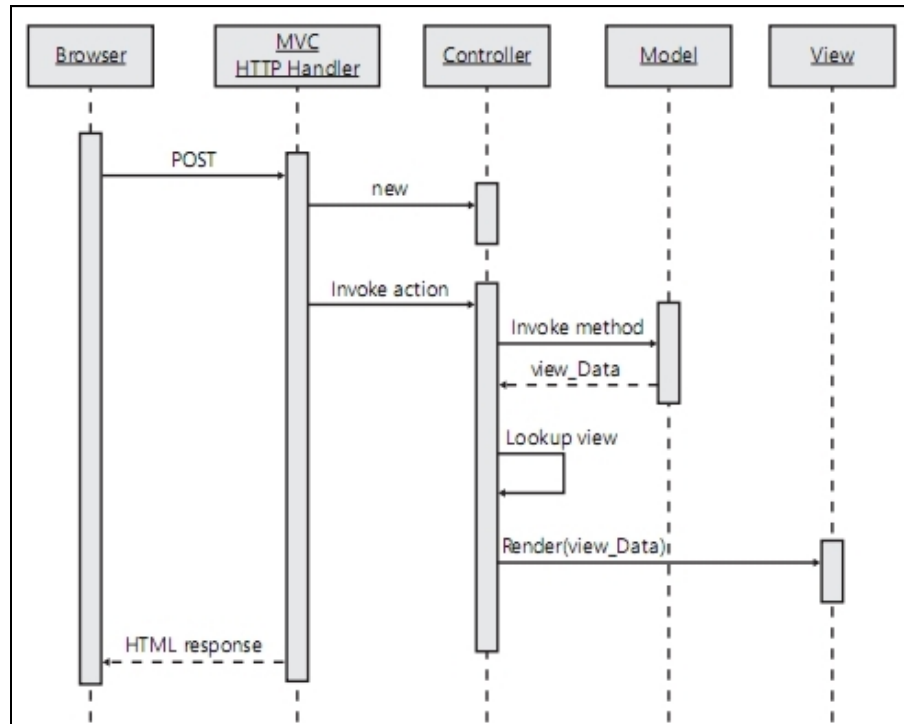 Browser
MVC
HTTP Handler
Controller
Model
View
POST
new
Invoke action
Invoke method
view_Data
Lookup view
Render(view_Data)
HTML response